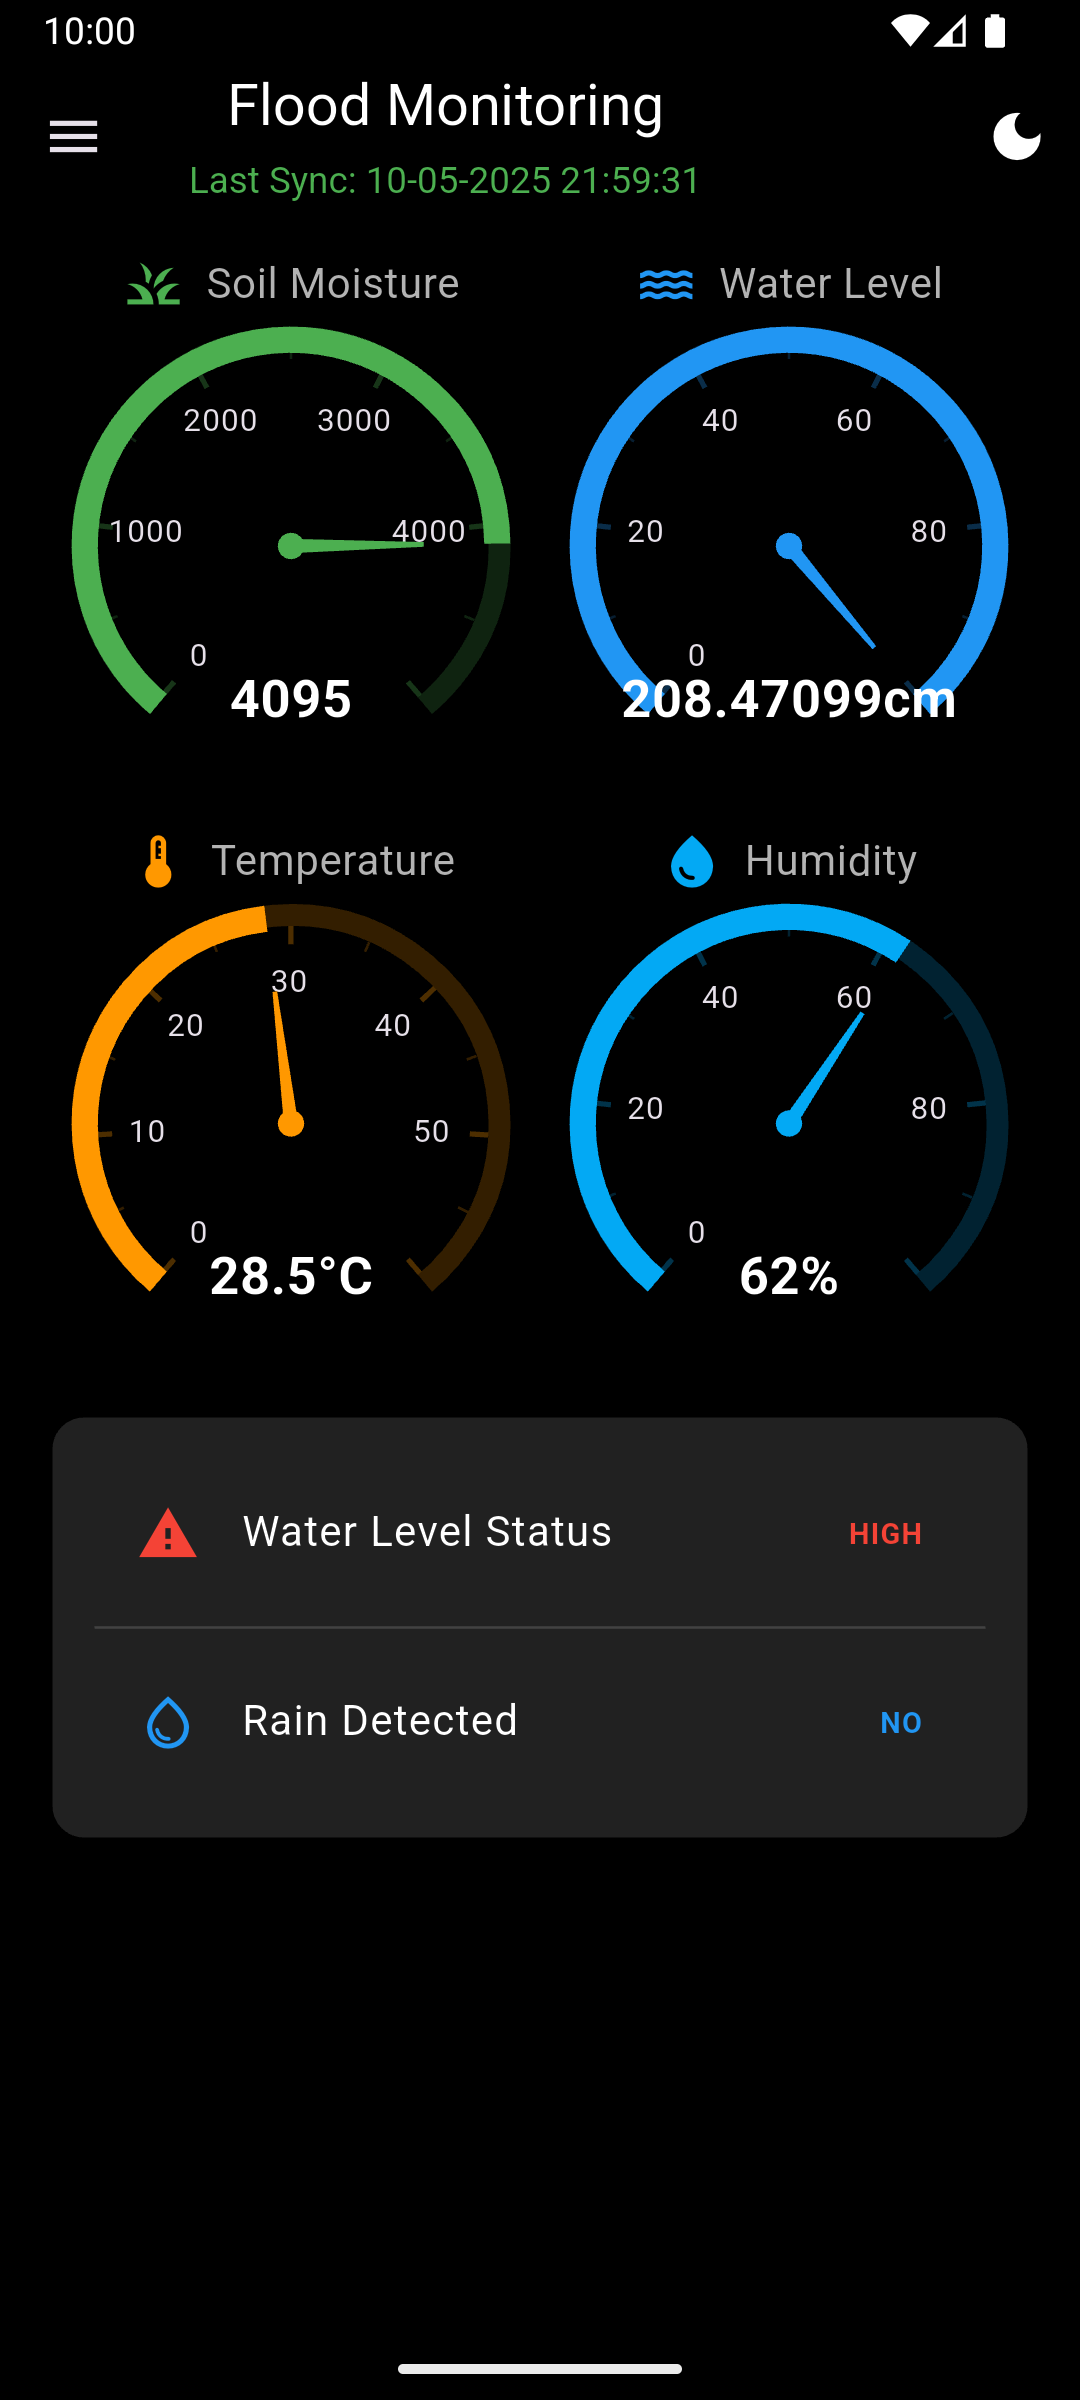 10:00
Flood Monitoring
Last Sync: 10-05-2025 21:59:31
Soil Moisture
2000 3000
1000 4000
0
4095
Water Level
40 60
20 80
0
208.47099cm
Temperature
30
20 40
10 50
0
28.5°C
Humidity
40 60
20 80
0
62%
Water Level Status HIGH
Rain Detected NO